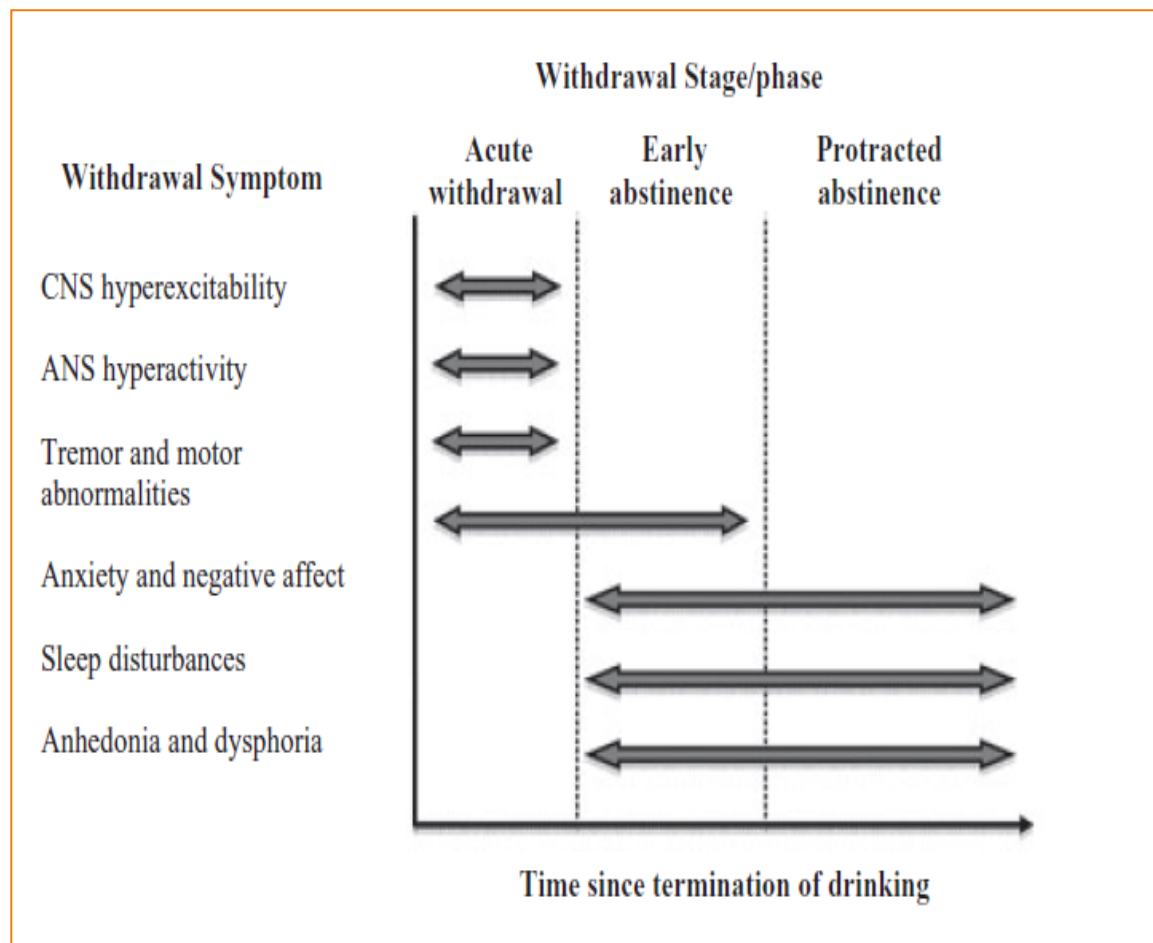 Withdrawal Stage/phase
Withdrawal Symptom
Acute
withdrawal
Early
abstinence
Protracted
abstinence
CNS hyperexcitability
ANS hyperactivity
Tremor and motor
abnormalities
Anxiety and negative affect
Sleep disturbances
Anhedonia and dysphoria
Time since termination of drinking